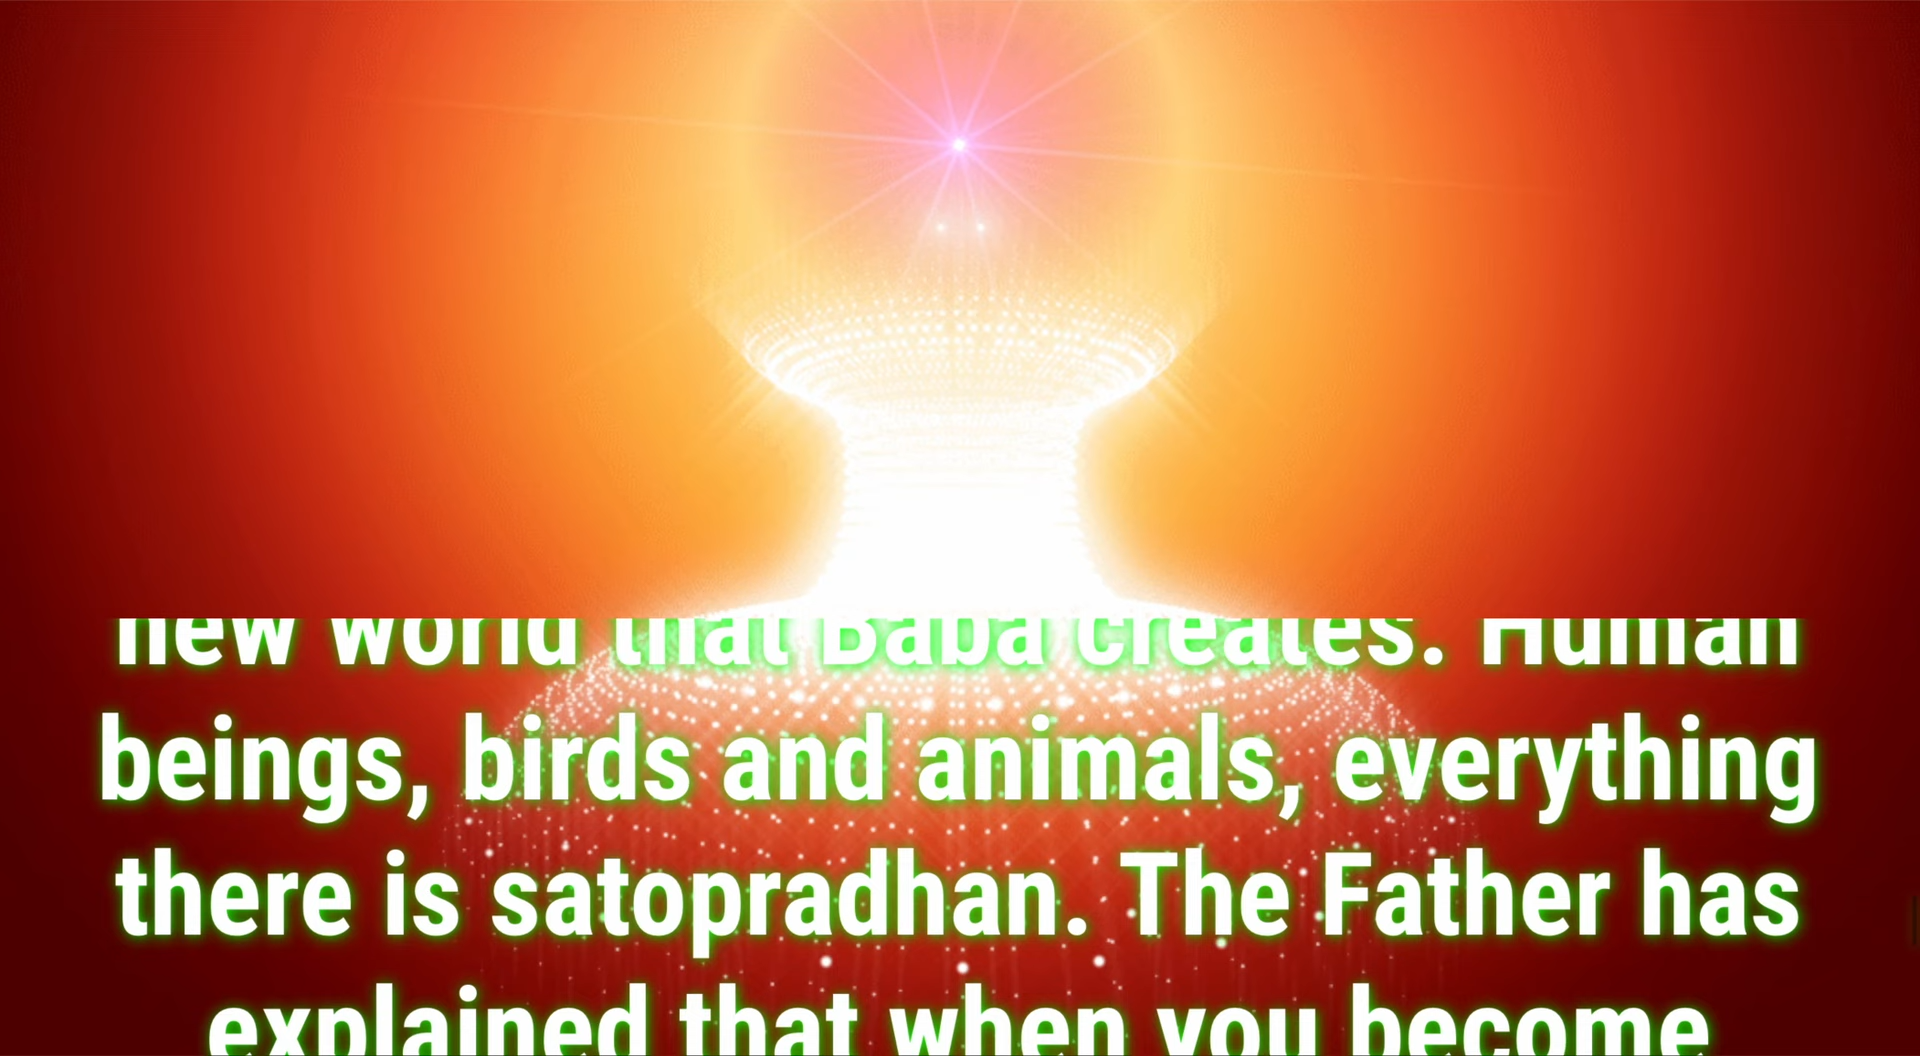 new world that Baba creates. Human
beings, birds and animals, everything
there is satopradhan. The Father has
explained that when you become